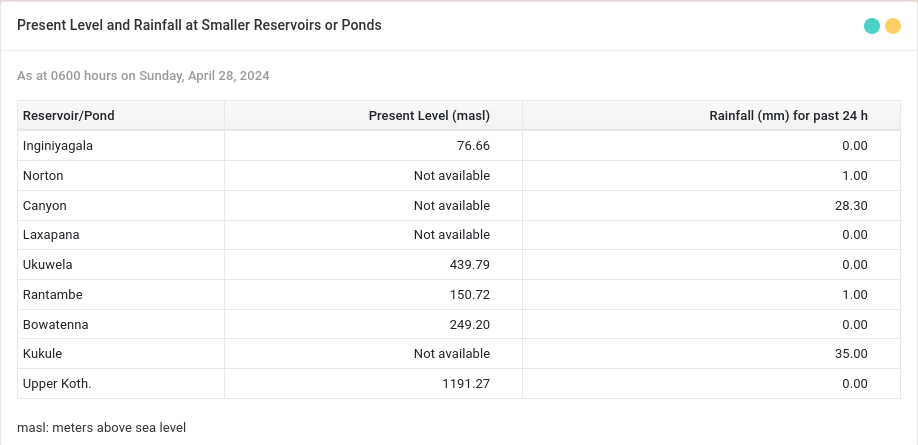 Present Level and Rainfall at Smaller Reservoirs or Ponds
As at 0600 hours on Sunday, April 28, 2024
Reservoir/Pond Present Level (masl) Rainfall (mm) for past 24 h
Inginiyagala 76.66 0.00
Norton Not available 1.00
Canyon Not available 28.30
Laxapana Not available 0.00
Ukuwela 439.79 0.00
Rantambe 150.72 1.00
Bowatenna 249.20 0.00
Kukule Not available 35.00
Upper Koth. 1191.27 0.00
masl: meters above sea level